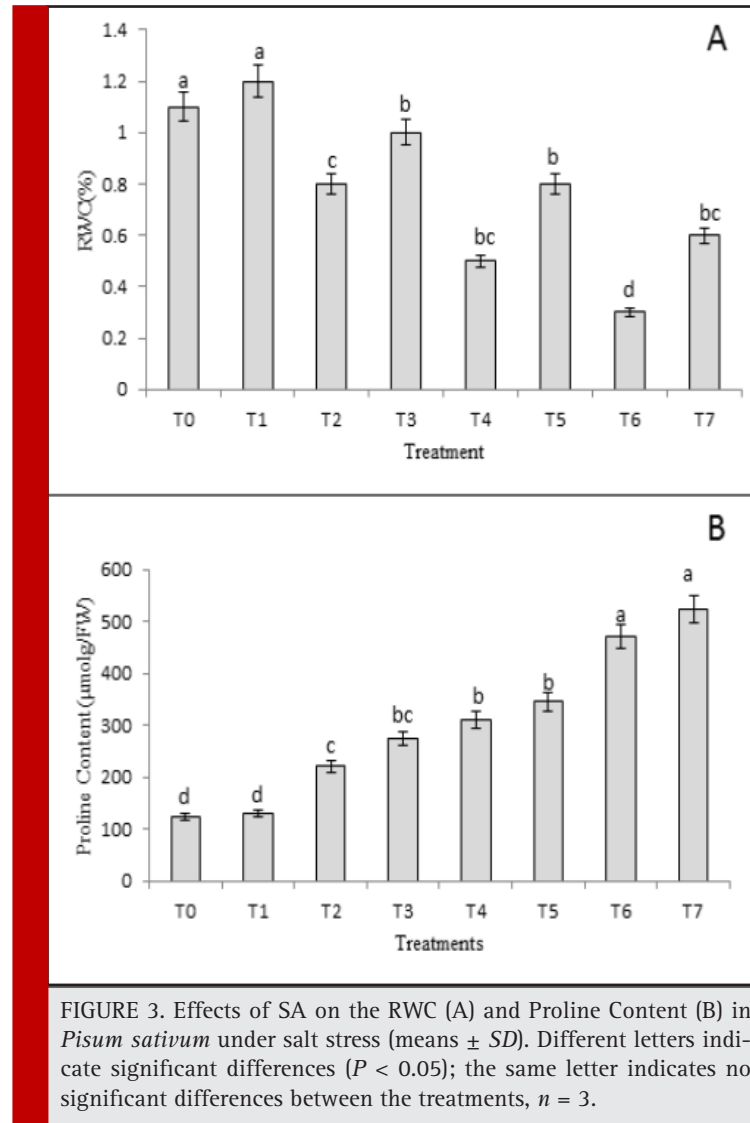 A
1.4
1.2
1
0.8
0.6
0.4
0.2
0
RWC(%)
a
a
c
b
bc
b
d
bc
T0 T1 T2 T3 T4 T5 T6 T7
Treatment
B
600
500
400
300
200
100
0
Proline Content (µmolg/FW)
d
d
c
bc
b
b
a
a
T0 T1 T2 T3 T4 T5 T6 T7
Treatments
FIGURE 3. Effects of SA on the RWC (A) and Proline Content (B) in
Pisum sativum under salt stress (means ± SD). Different letters indi-
cate significant differences (P < 0.05); the same letter indicates no
significant differences between the treatments, n = 3.